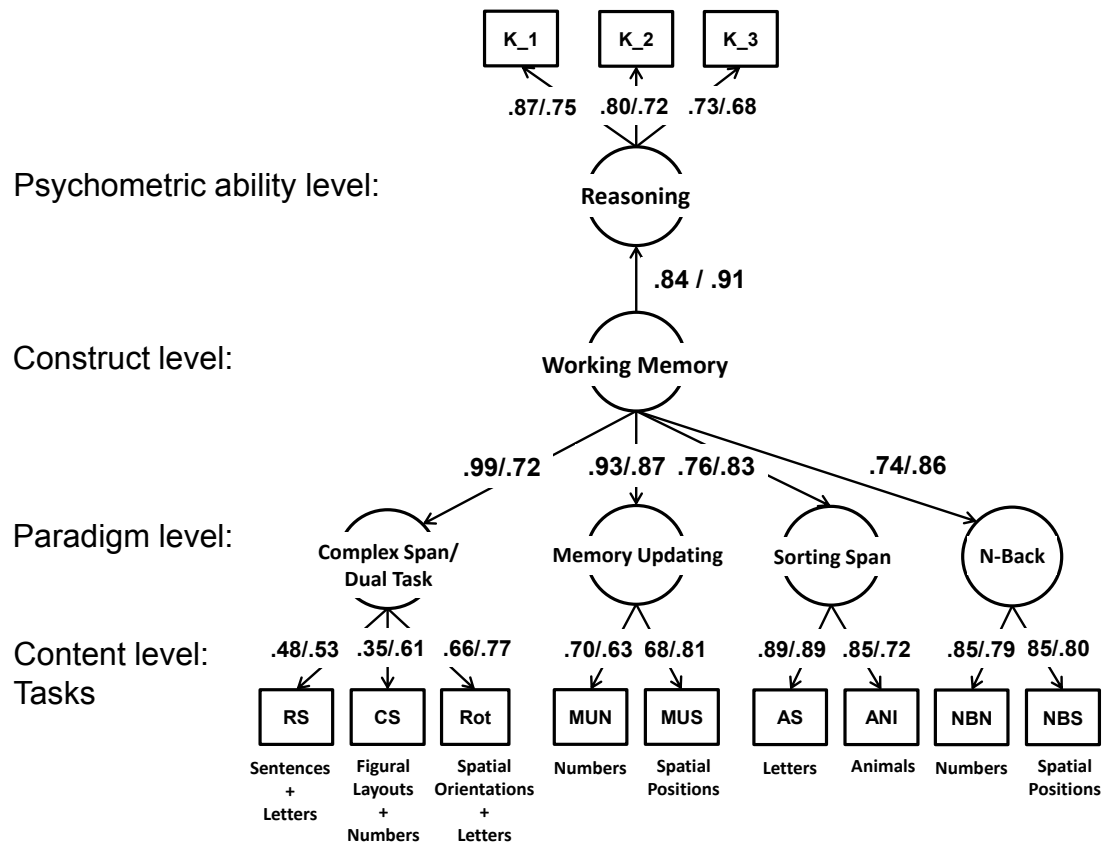 K_1 K_2 K_3
.87/.75 .80/.72 .73/.68
Psychometric ability level:
Reasoning
.84 / .91
Construct level:
Working Memory
.99/.72 .93/.87 .76/.83 .74/.86
Paradigm level:
Complex Span/
Dual Task
Memory Updating
Sorting Span
N-Back
Content level:
Tasks
.48/.53 .35/.61 .66/.77 .70/.63 68/.81 .89/.89 .85/.72 .85/.79 85/.80
RS CS Rot MUN MUS AS ANI NBN NBS
Sentences
+
Letters
Figural
Layouts
+
Numbers
Spatial
Orientations
+
Letters
Numbers
Spatial
Positions
Letters
Animals
Numbers
Spatial
Positions